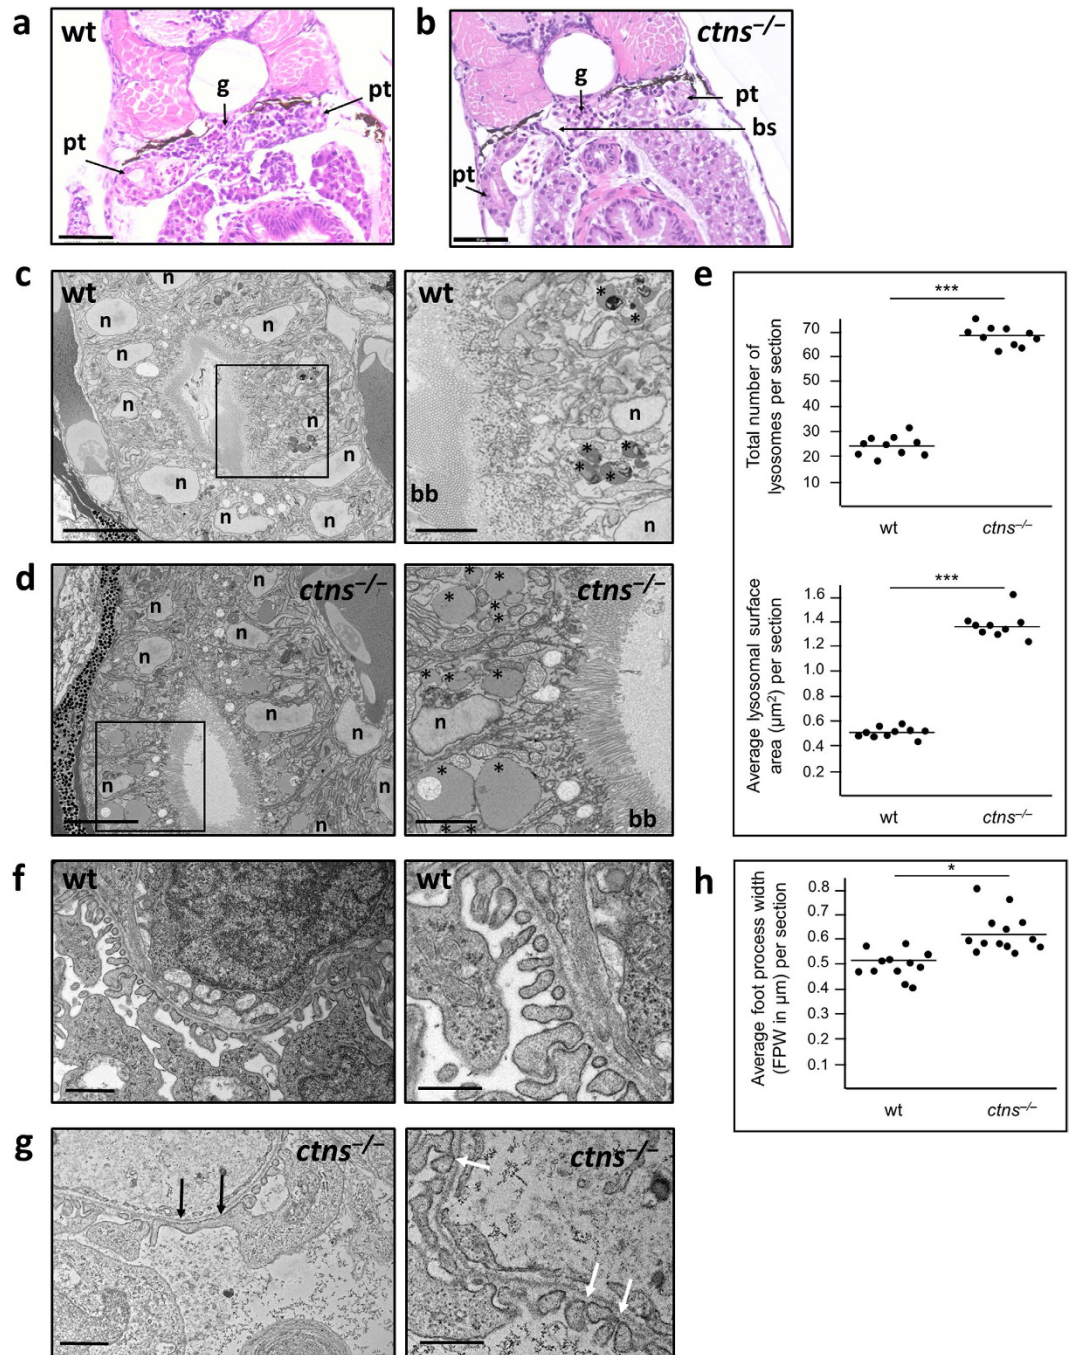 a
wt
g
pt
pt
b
ctns–/–
g
pt
bs
pt
c
wt
n
n
n
n
n
n
n
n
n
n
n
wt
*
*
n
*
*
*
*
bb
n
d
ctns–/–
n
n
n
n
n
n
n
n
ctns–/–
*
*
*
*
*
*
*
*
n
*
*
*
*
bb
e
***
Total number of
lysosomes per section
70
60
50
40
30
20
10
wt
ctns–/–
***
Average lysosomal surface
area (μm²) per section
1.6
1.4
1.2
1.0
0.8
0.6
0.4
0.2
wt
ctns–/–
f
wt
wt
g
ctns–/–
ctns–/–
h
*
Average foot process width
(FPW in μm) per section
0.8
0.7
0.6
0.5
0.4
0.3
0.2
0.1
wt
ctns–/–